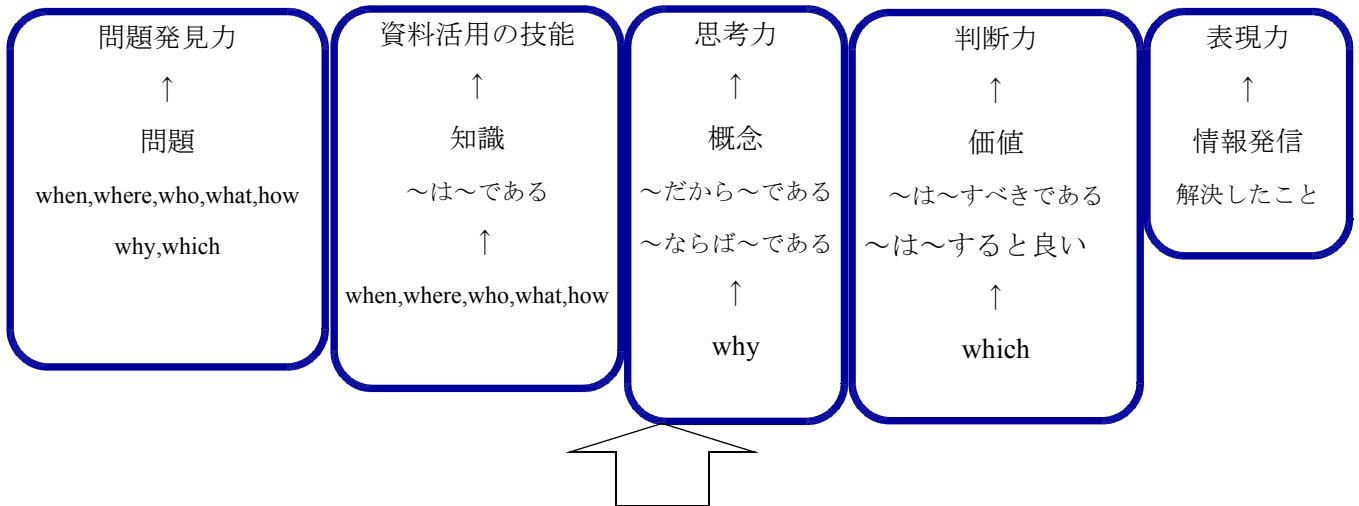 問題発見力
↑
問題
when,where,who,what,how
why,which
資料活用の技能
↑
知識
～は～である
↑
when,where,who,what,how
思考力
↑
概念
～だから～である
～ならば～である
↑
why
判断力
↑
価値
～は～すべきである
～は～すると良い
↑
which
表現力
↑
情報発信
解決したこと